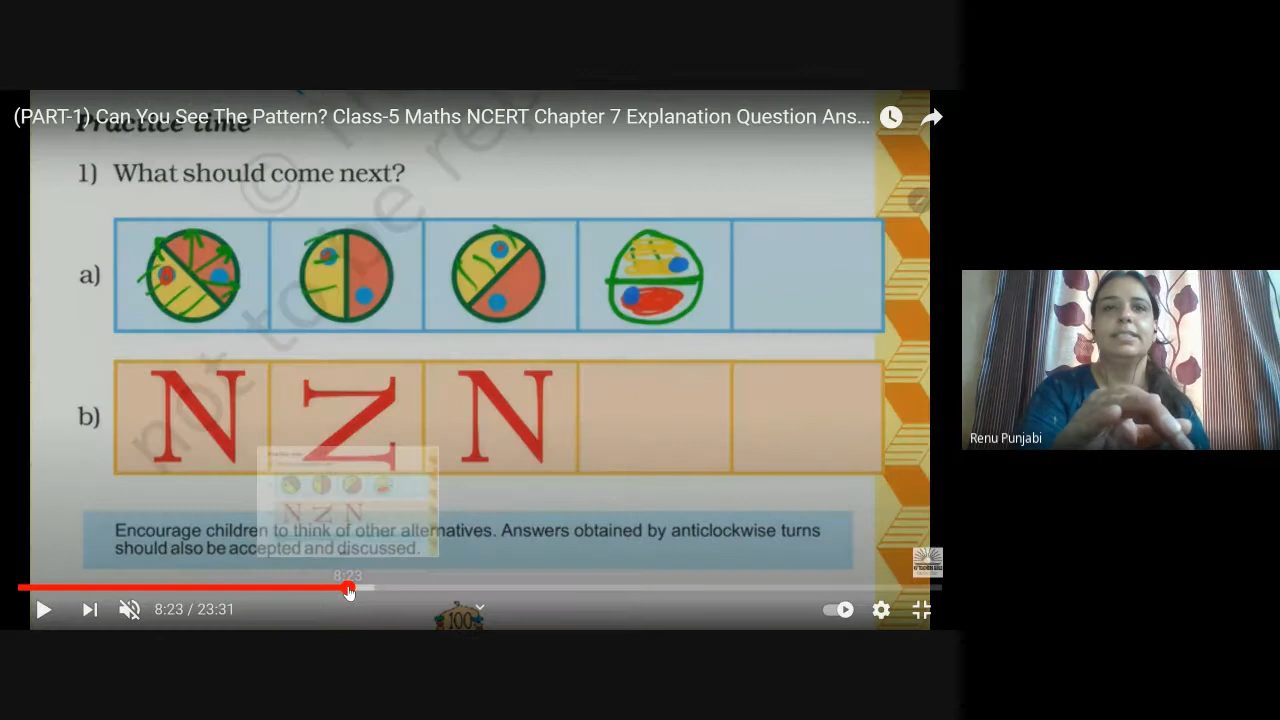 (PART-1) Can You See The Pattern? Class-5 Maths NCERT Chapter 7 Explanation Question Ans...
Practice time
1) What should come next?
a)
b) N N N
Encourage children to think of other alternatives. Answers obtained by anticlockwise turns
should also be accepted and discussed.
8:23
8:23 / 23:31
100
Renu Punjabi